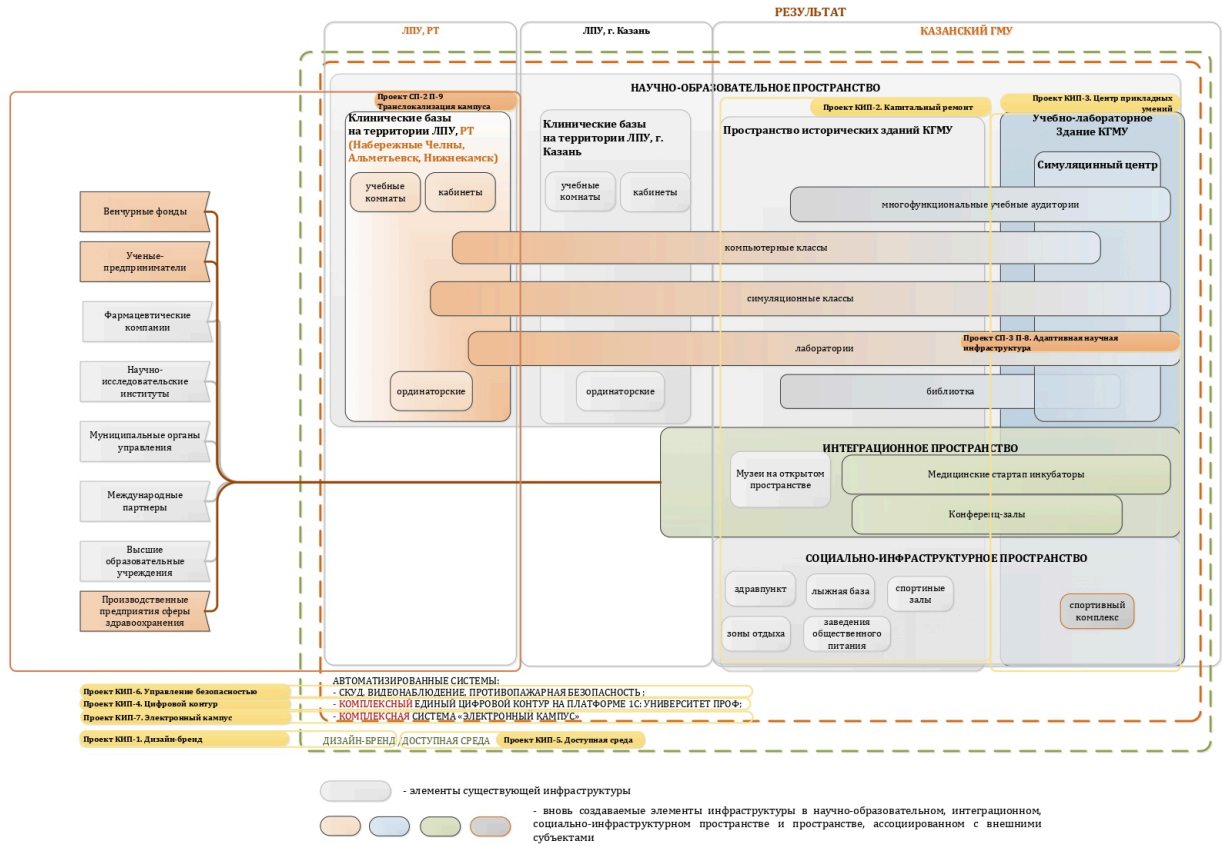 РЕЗУЛЬТАТ
ЛПУ, РТ
ЛПУ, г. Казань
КАЗАНСКИЙ ГМУ
НАУЧНО-ОБРАЗОВАТЕЛЬНОЕ ПРОСТРАНСТВО
Проект СП-2 П-9
Транслокализация кампуса
Проект КИП-2. Капитальный ремонт
Проект КИП-3. Центр прикладных
умений
Клинические базы
на территории ЛПУ, РТ
(Набережные Челны,
Альметьевск, Нижнекамск)
Клинические базы
на территории ЛПУ, г.
Казань
Пространство исторических зданий КГМУ
Учебно-лабораторное
Здание КГМУ
Симуляцинный центр
учебные
комнаты
кабинеты
учебные
комнаты
кабинеты
многофункциональные учебные аудитории
компьютерные классы
симуляционные классы
лаборатории
Проект СП-3 П-8. Адаптивная научная
инфраструктура
ординаторские
ординаторские
библиотка
Венчурные фонды
Ученые-
предприниматели
Фармацевтические
компании
Научно-
исследовательские
институты
Муниципальные органы
управления
Международные
партнеры
Высшие
образовательные
учреждения
Производственные
предприятия сферы
здравоохранения
ИНТЕГРАЦИОННОЕ ПРОСТРАНСТВО
Музеи на открытом
пространстве
Медицинские стартап инкубаторы
Конференц-залы
СОЦИАЛЬНО-ИНФРАСТРУКТУРНОЕ ПРОСТРАНСТВО
здравпункт
лыжная база
спортиные
залы
зоны отдыха
заведения
общественного
питания
спортивный
комплекс
АВТОМАТИЗИРОВАННЫЕ СИСТЕМЫ:
Проект КИП-6. Управление безопасностью
- СКУД, ВИДЕОНАБЛЮДЕНИЕ, ПРОТИВОПАЖАРНАЯ БЕЗОПАСНОСТЬ ;
Проект КИП-4. Цифровой контур
- КОМПЛЕКСНЫЙ ЕДИНЫЙ ЦИФРОВОЙ КОНТУР НА ПЛАТФОРМЕ 1С: УНИВЕРСИТЕТ ПРОФ;
Проект КИП-7. Электронный кампус
- КОМПЛЕКСНАЯ СИСТЕМА «ЭЛЕКТРОННЫЙ КАМПУС»
Проект КИП-1. Дизайн-бренд
ДИЗАЙН-БРЕНД /ДОСТУПНАЯ СРЕДА
Проект КИП-5. Доступная среда
- элементы существующей инфраструктуры
- вновь создаваемые элементы инфраструктуры в научно-образовательном, интеграционном,
социально-инфраструктурном пространстве и пространстве, ассоциированном с внешними
субъектами